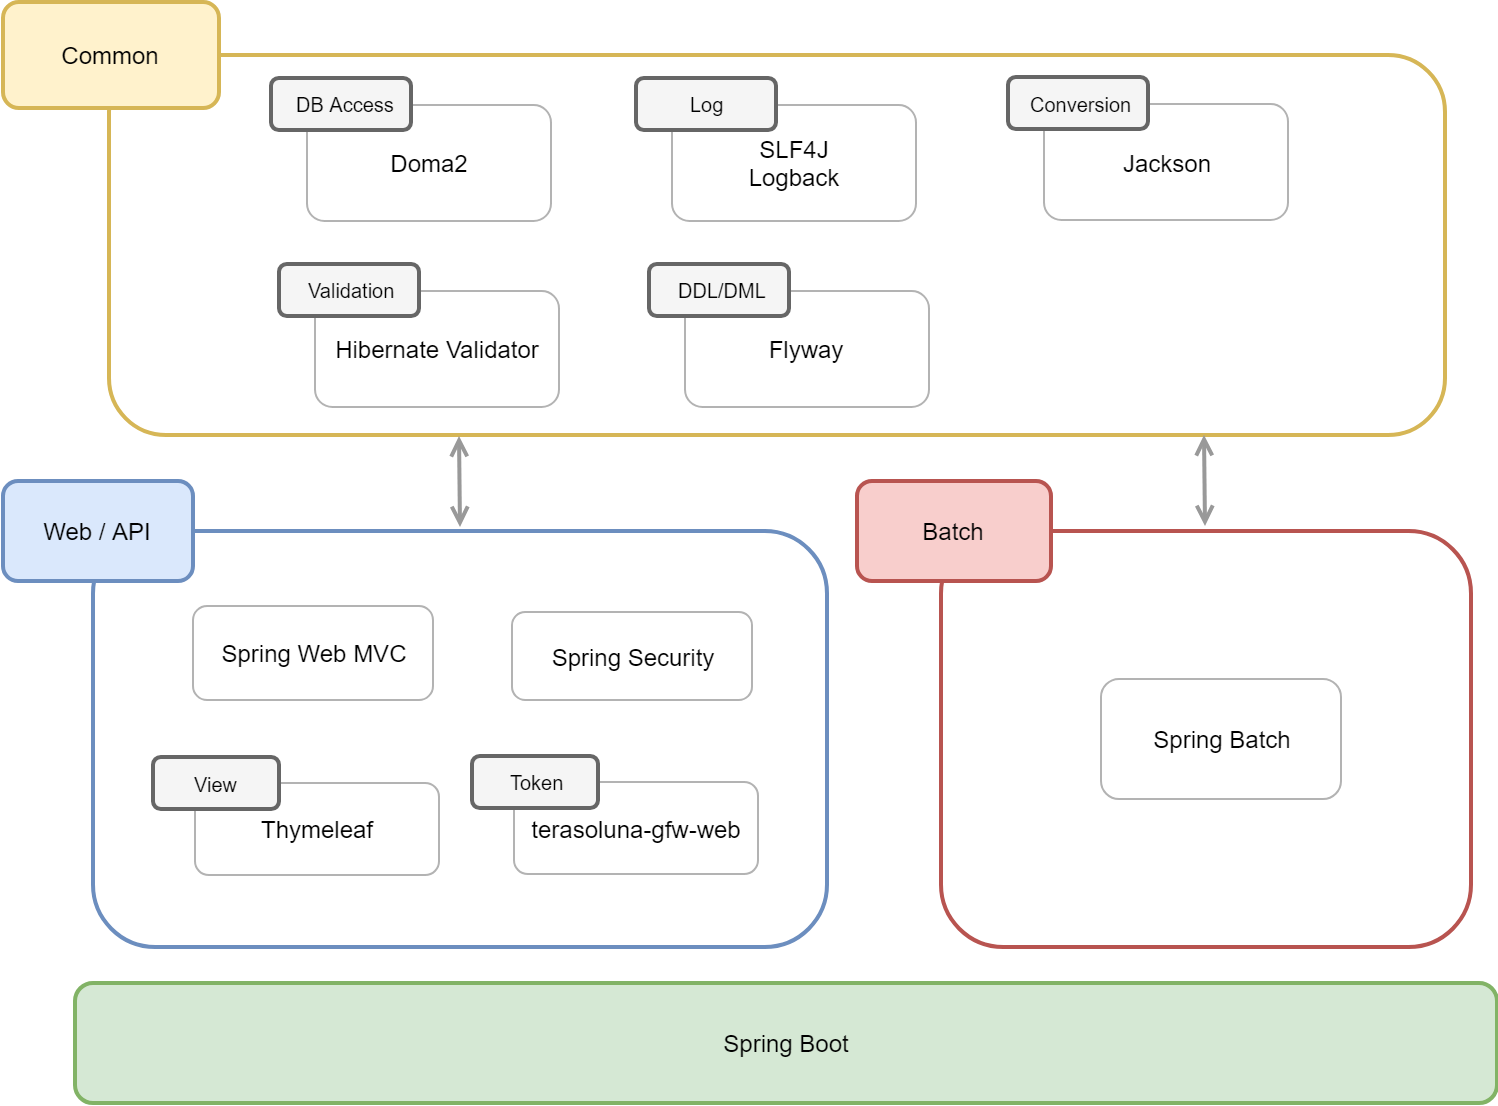 Common
DB Access
Doma2
Log
SLF4J
Logback
Conversion
Jackson
Validation
Hibernate Validator
DDL/DML
Flyway
Web / API
Spring Web MVC
Spring Security
View
Thymeleaf
Token
terasoluna-gfw-web
Batch
Spring Batch
Spring Boot